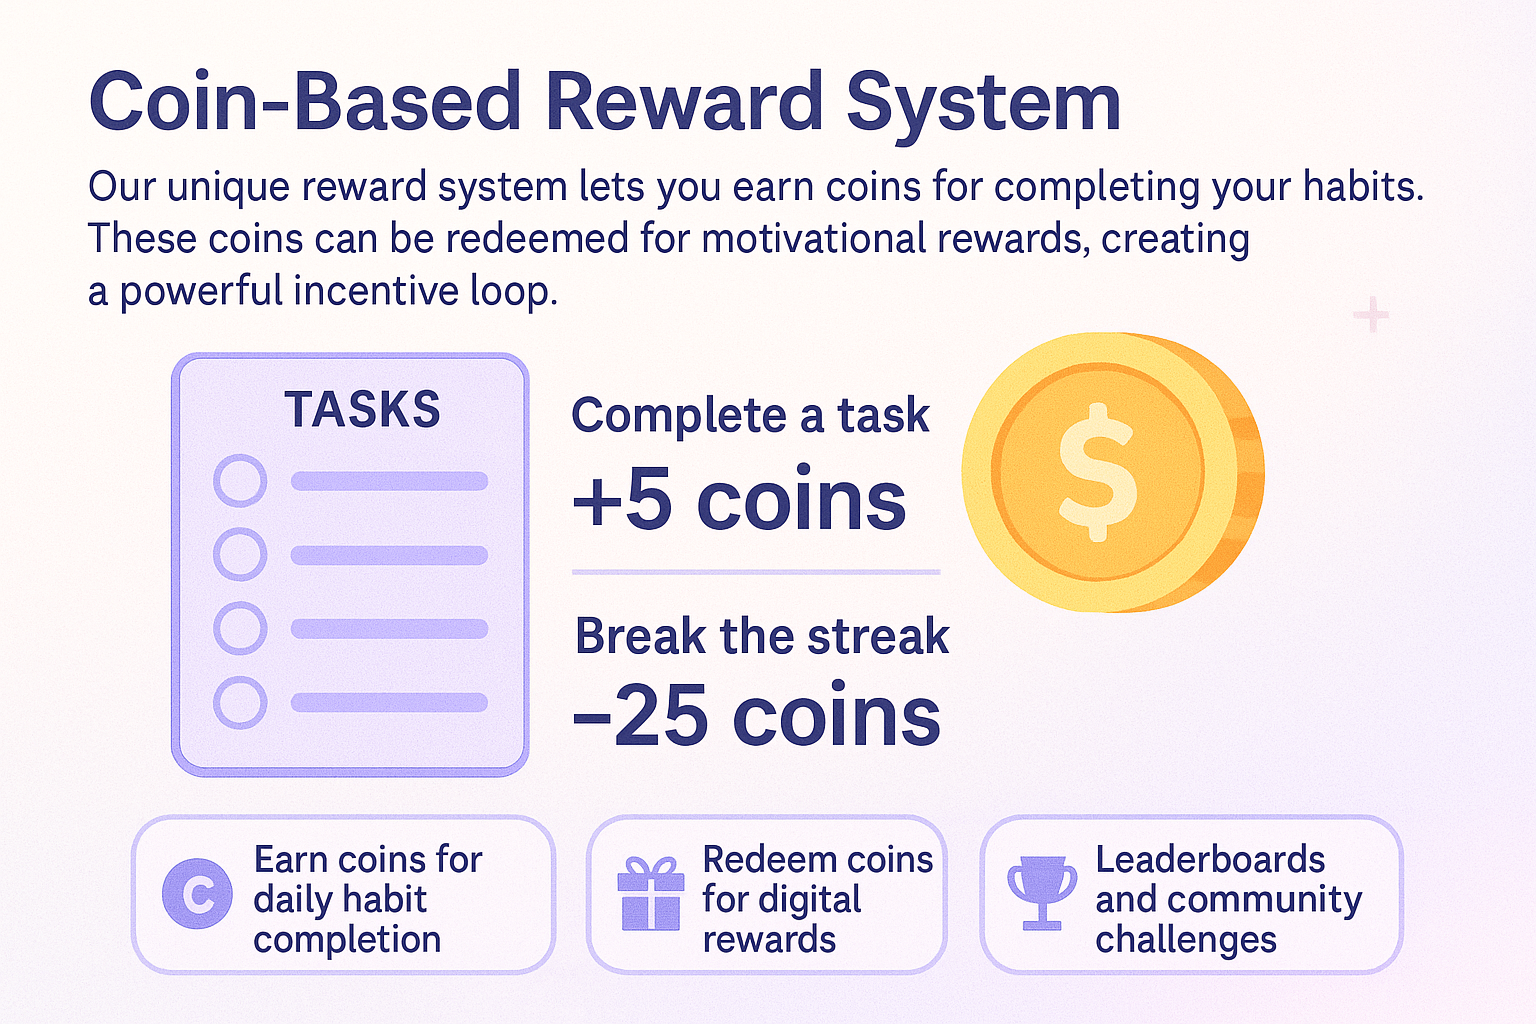 Coin-Based Reward System
Our unique reward system lets you earn coins for completing your habits.
These coins can be redeemed for motivational rewards, creating
a powerful incentive loop.
TASKS
Complete a task
+5 coins
$
Break the streak
–25 coins
C
Earn coins for
daily habit
completion
Redeem coins
for digital
rewards
Leaderboards
and community
challenges